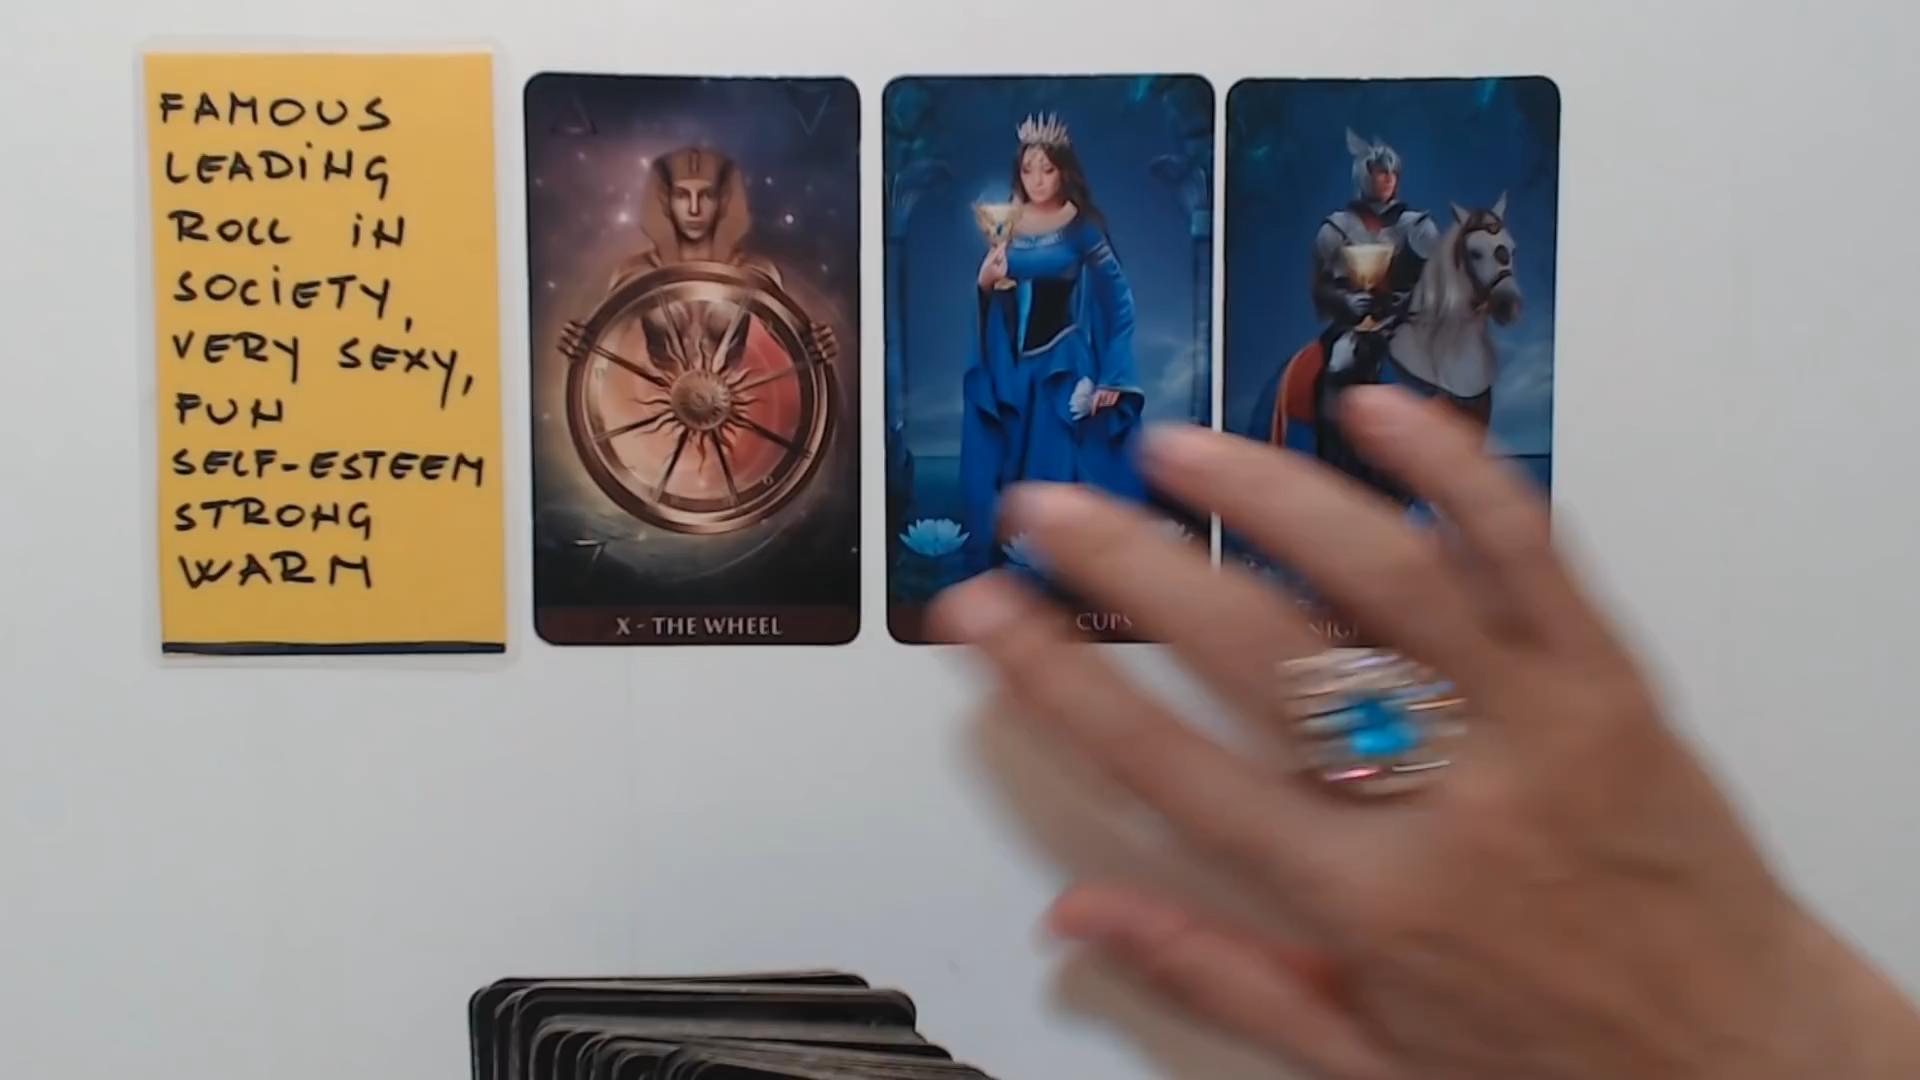 FAMOUS
LEADING
ROLL IN
SOCIETY,
VERY SEXY,
FUN
SELF-ESTEEM
STRONG
WARM
X - THE WHEEL
CUPS